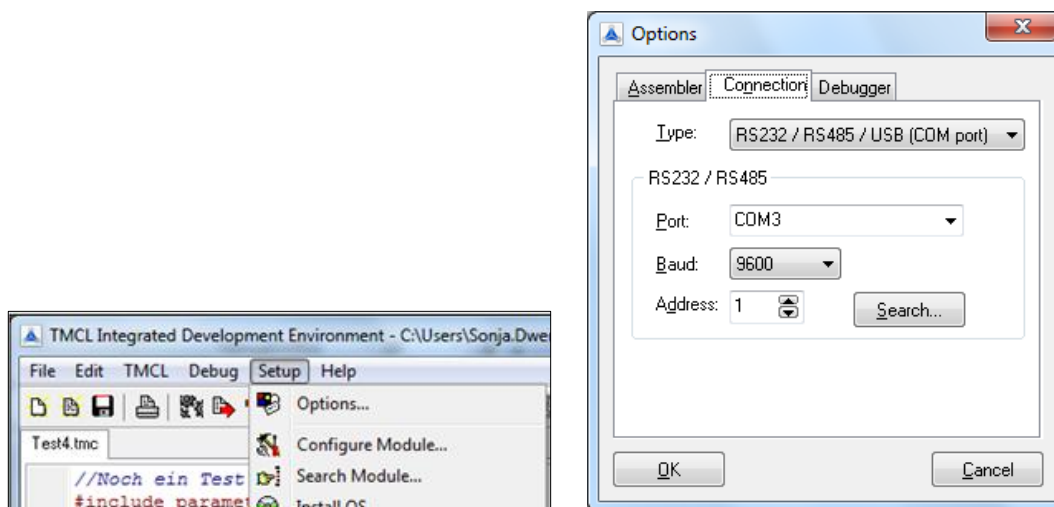 TMCL Integrated Development Environment - C:\Users\Sonja.Dwe
File Edit TMCL Debug Setup Help
Options...
Test4.tmc
Configure Module...
//Noch ein Test
Search Module...
#include paramet
Install OS
Options
Assembler Connection Debugger
Type: RS232 / RS485 / USB (COM port)
RS232 / RS485
Port: COM3
Baud: 9600
Address: 1
Search...
OK Cancel